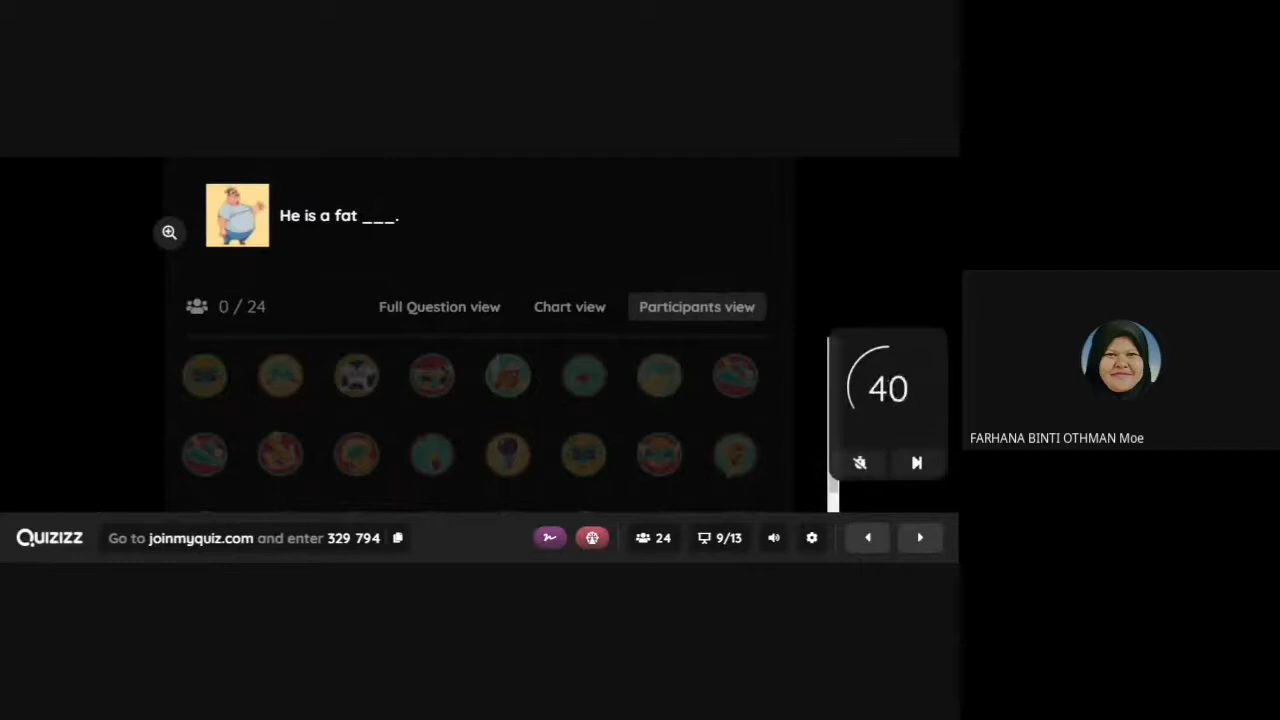 He is a fat ___.
0 / 24
Full Question view
Chart view
Participants view
40
FARHANA BINTI OTHMAN Moe
QUIZIZZ
Go to joinmyquiz.com and enter 329 794
24
9/13